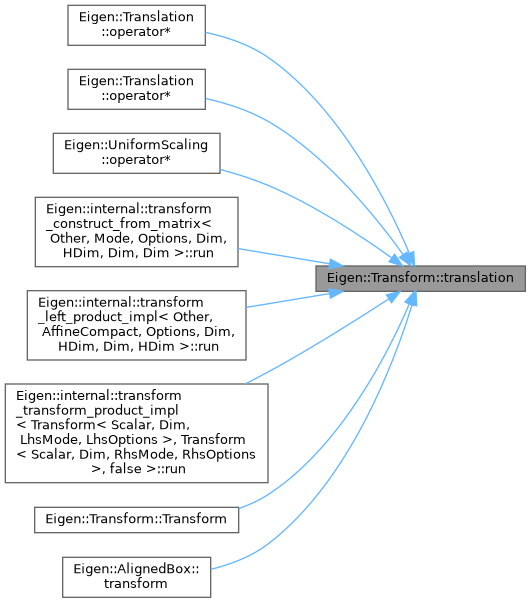 Eigen::Translation
::operator*
Eigen::Translation
::operator*
Eigen::UniformScaling
::operator*
Eigen::internal::transform
_construct_from_matrix<
Other, Mode, Options, Dim,
HDim, Dim, Dim >::run
Eigen::Transform::translation
Eigen::internal::transform
_left_product_impl< Other,
AffineCompact, Options, Dim,
HDim, Dim, HDim >::run
Eigen::internal::transform
_transform_product_impl
< Transform< Scalar, Dim,
LhsMode, LhsOptions >, Transform
< Scalar, Dim, RhsMode, RhsOptions
>, false >::run
Eigen::Transform::Transform
Eigen::AlignedBox::
transform